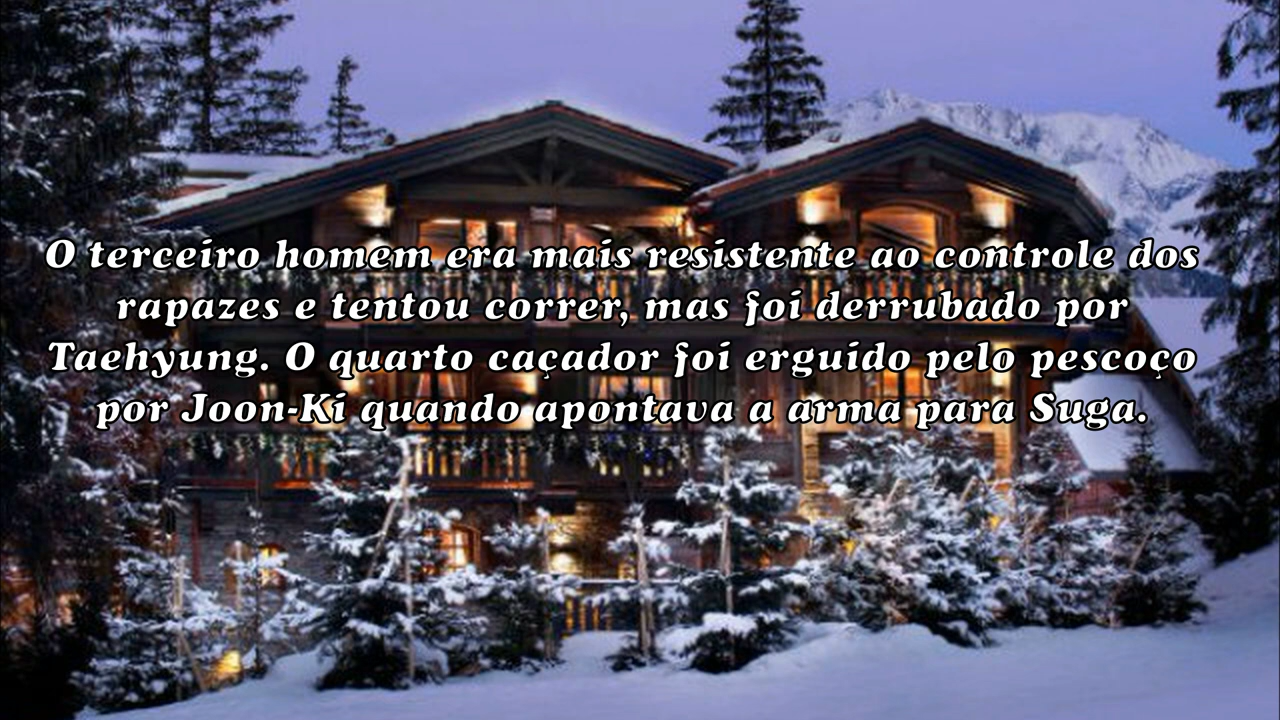 O terceiro homem era mais resistente ao controle dos
rapazes e tentou correr, mas foi derrubado por
Taehyung. O quarto caçador foi erguido pelo pescoço
por Joon-Ki quando apontava a arma para Suga.